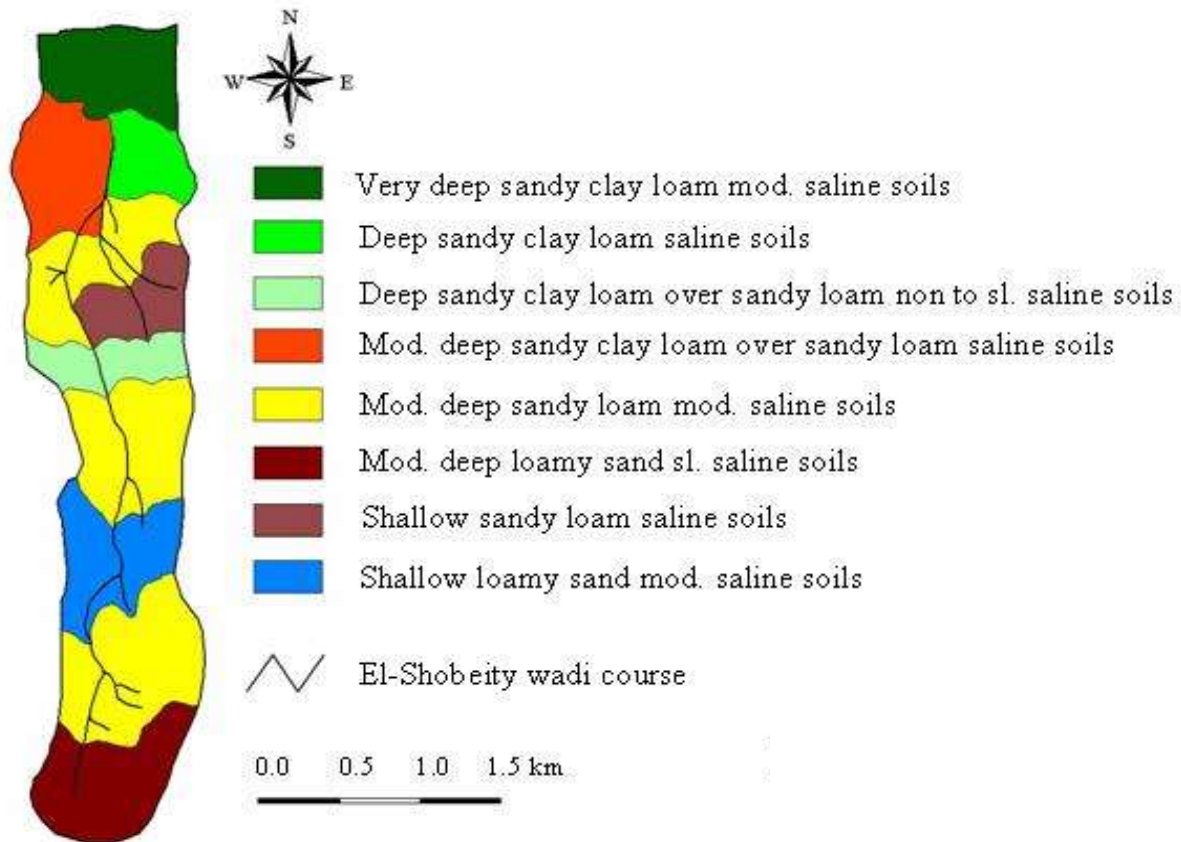 N
W E
S
Very deep sandy clay loam mod. saline soils
Deep sandy clay loam saline soils
Deep sandy clay loam over sandy loam non to sl. saline soils
Mod. deep sandy clay loam over sandy loam saline soils
Mod. deep sandy loam mod. saline soils
Mod. deep loamy sand sl. saline soils
Shallow sandy loam saline soils
Shallow loamy sand mod. saline soils
El-Shobeity wadi course
0.0 0.5 1.0 1.5 km